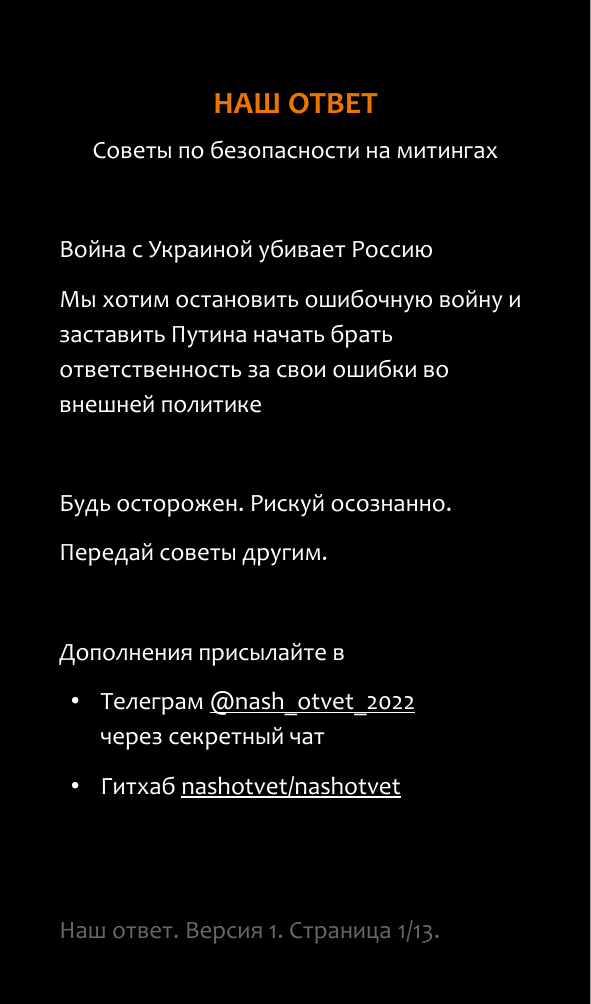 НАШ ОТВЕТ
Советы по безопасности на митингах
Война с Украиной убивает Россию
Мы хотим остановить ошибочную войну и
заставить Путина начать брать
ответственность за свои ошибки во
внешней политике
Будь осторожен. Рискуй осознанно.
Передай советы другим.
Дополнения присылайте в
• Телеграм @nash_otvet_2022
через секретный чат
• Гитхаб nashotvet/nashotvet
Наш ответ. Версия 1. Страница 1/13.